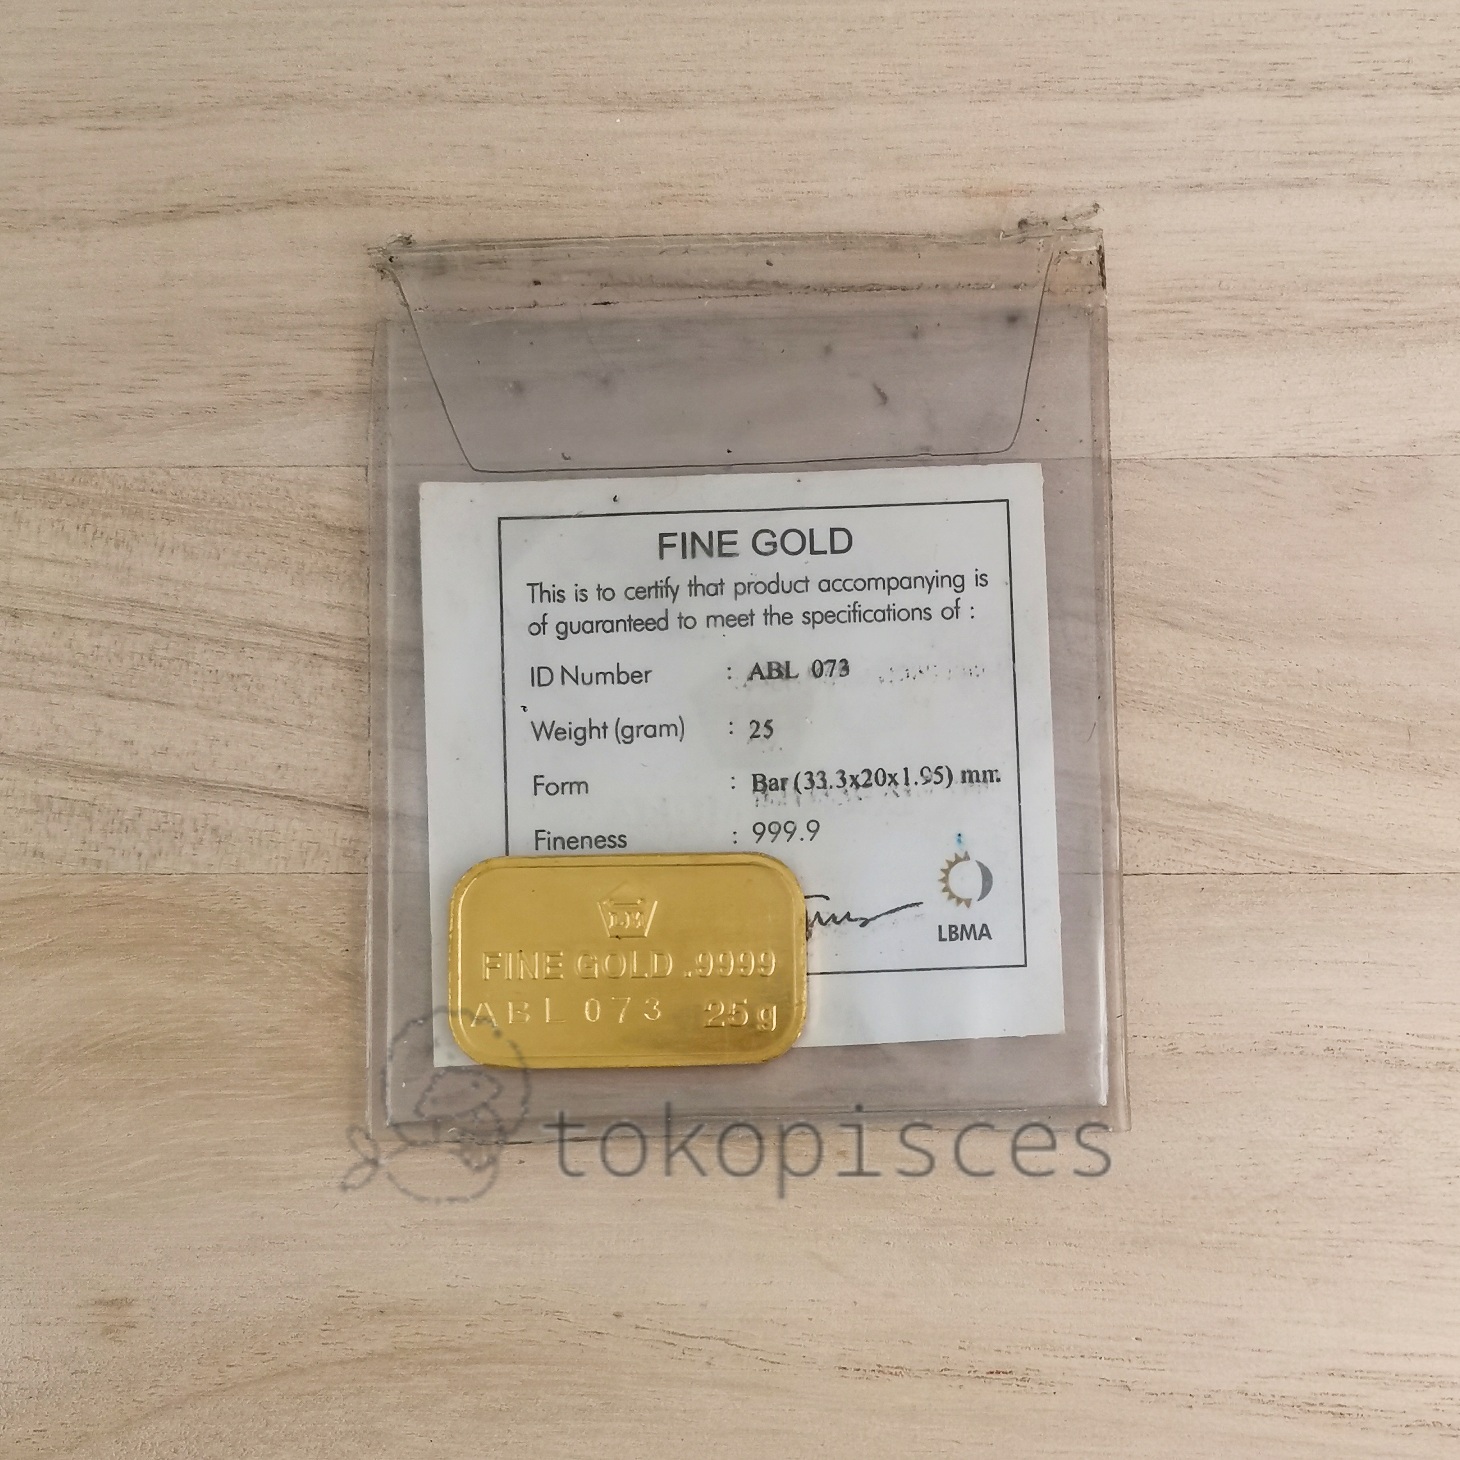 FINE GOLD
This is to certify that product accompanying is
of guaranteed to meet the specifications of :
ID Number : ABL 073
Weight (gram) : 25
Form : Bar (33.3x20x1.95) mm
Fineness : 999.9
LBMA
LM
FINE GOLD .9999
ABL 073 25g
tokopisces